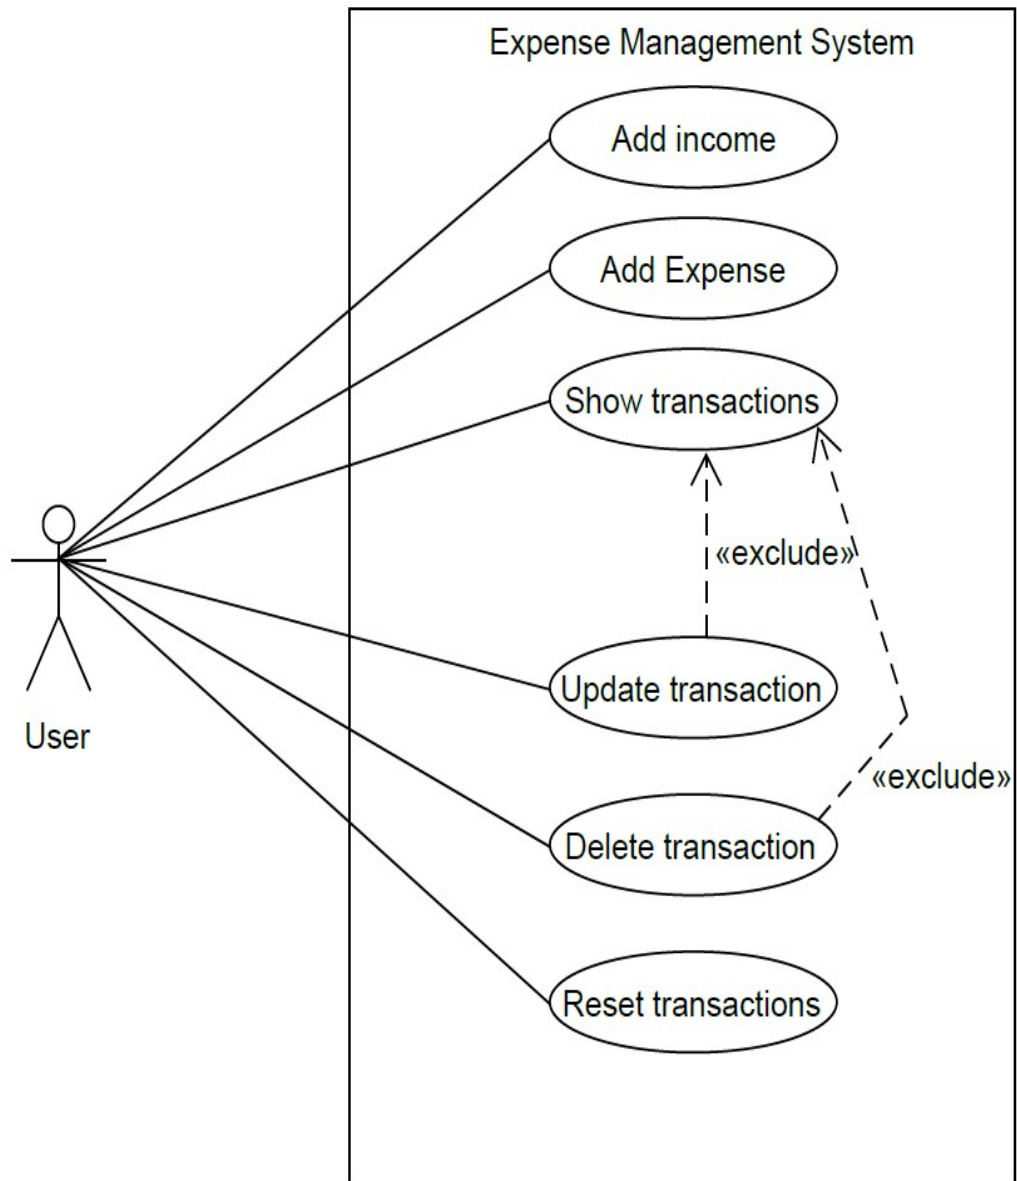 Expense Management System
Add income
Add Expense
Show transactions
«exclude»
Update transaction
User
«exclude»
Delete transaction
Reset transactions